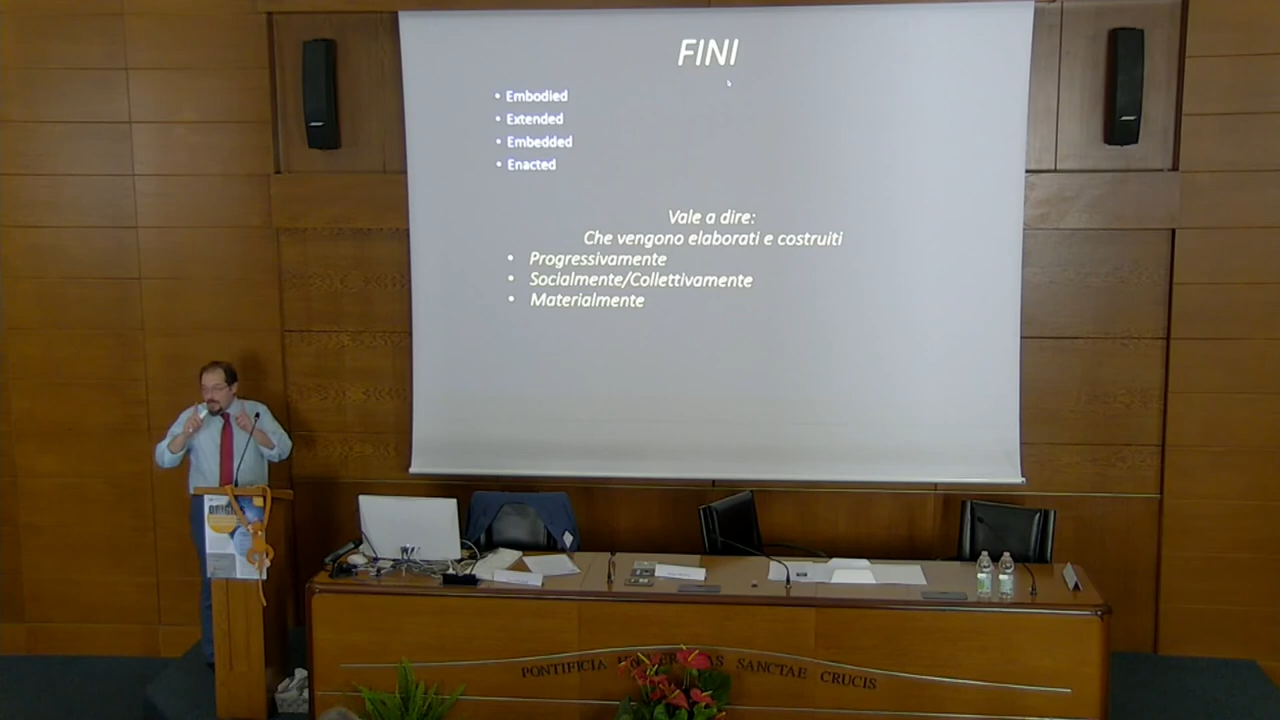 FINI
• Embodied
• Extended
• Embedded
• Enacted
Vale a dire:
Che vengono elaborati e costruiti
• Progressivamente
• Socialmente/Collettivamente
• Materialmente
PONTIFICIA SANCTAE CRUCIS